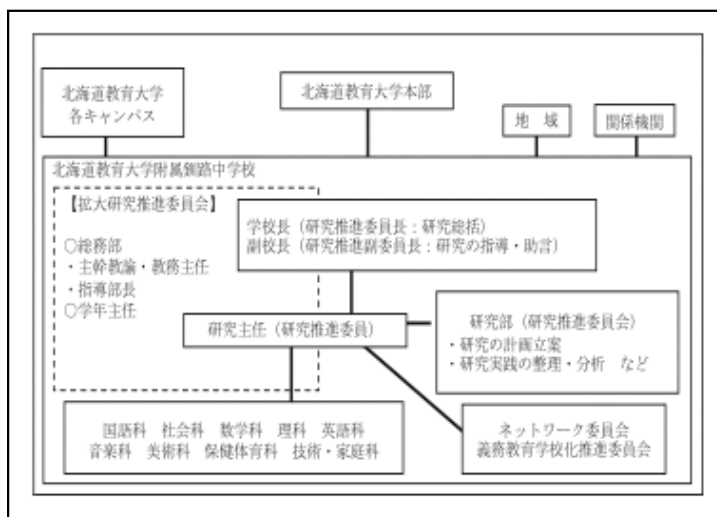 北海道教育大学
各キャンパス
北海道教育大学本部
地　域
関係機関
北海道教育大学附属釧路中学校
【拡大研究推進委員会】
○総務部
・主幹教諭・教務主任
・指導部長
○学年主任
学校長（研究推進委員長：研究総括）
副校長（研究推進副委員長：研究の指導・助言）
研究主任（研究推進委員）
研究部（研究推進委員会）
・研究の計画立案
・研究実践の整理・分析　など
国語科　社会科　数学科　理科　英語科
音楽科　美術科　保健体育科　技術・家庭科
ネットワーク委員会
義務教育学校化推進委員会